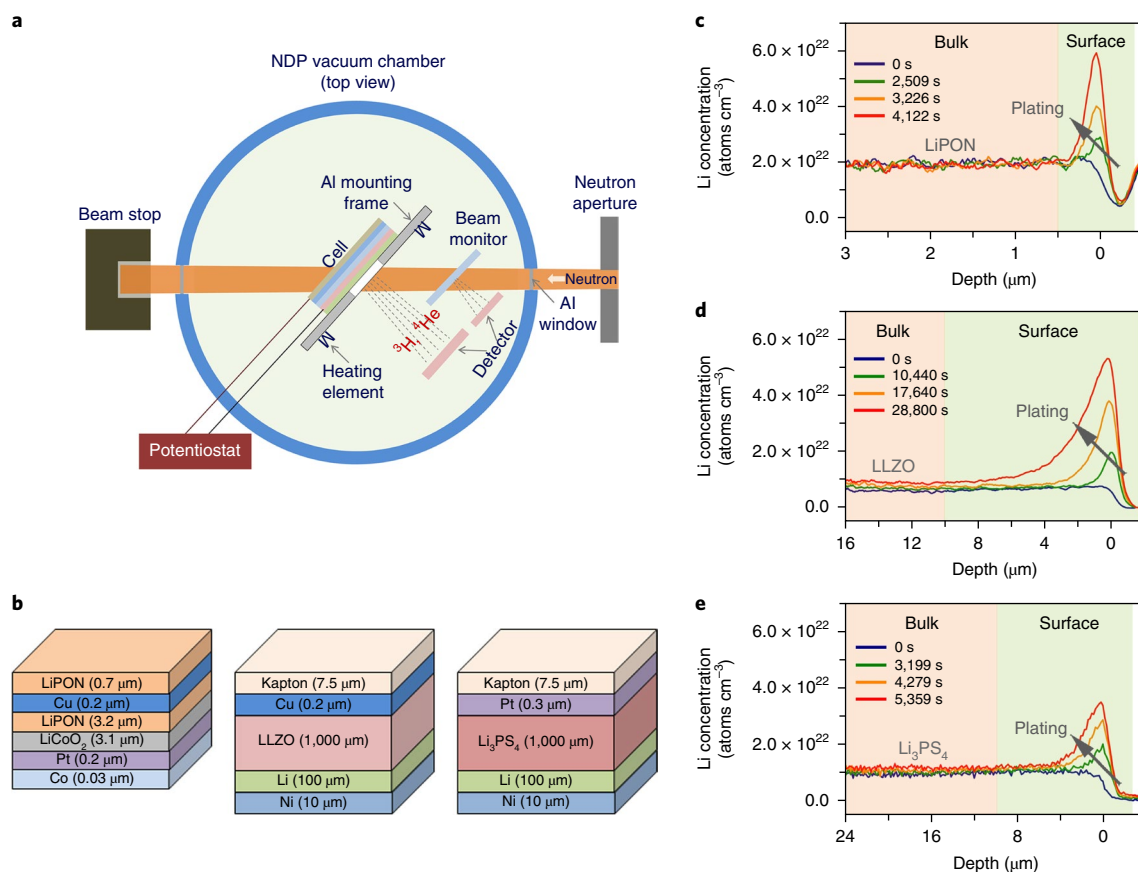 a
NDP vacuum chamber
(top view)
Al mounting
frame
Neutron
aperture
Beam stop
Beam
monitor
Cell
M
Neutron
Al
window
³H, ⁴He
Detector
M
Heating
element
Potentiostat
b
LiPON (0.7 μm)
Cu (0.2 μm)
LiPON (3.2 μm)
LiCoO₂ (3.1 μm)
Pt (0.2 μm)
Co (0.03 μm)
Kapton (7.5 μm)
Cu (0.2 μm)
LLZO (1,000 μm)
Li (100 μm)
Ni (10 μm)
Kapton (7.5 μm)
Pt (0.3 μm)
Li₃PS₄ (1,000 μm)
Li (100 μm)
Ni (10 μm)
c
Li concentration
(atoms cm⁻³)
6.0 × 10²²
4.0 × 10²²
2.0 × 10²²
0.0
Bulk
Surface
0 s
2,509 s
3,226 s
4,122 s
Plating
LiPON
3
2
1
0
Depth (μm)
d
Li concentration
(atoms cm⁻³)
6.0 × 10²²
4.0 × 10²²
2.0 × 10²²
0.0
Bulk
Surface
0 s
10,440 s
17,640 s
28,800 s
Plating
LLZO
16
12
8
4
0
Depth (μm)
e
Li concentration
(atoms cm⁻³)
6.0 × 10²²
4.0 × 10²²
2.0 × 10²²
0.0
Bulk
Surface
0 s
3,199 s
4,279 s
5,359 s
Plating
Li₃PS₄
24
16
8
0
Depth (μm)